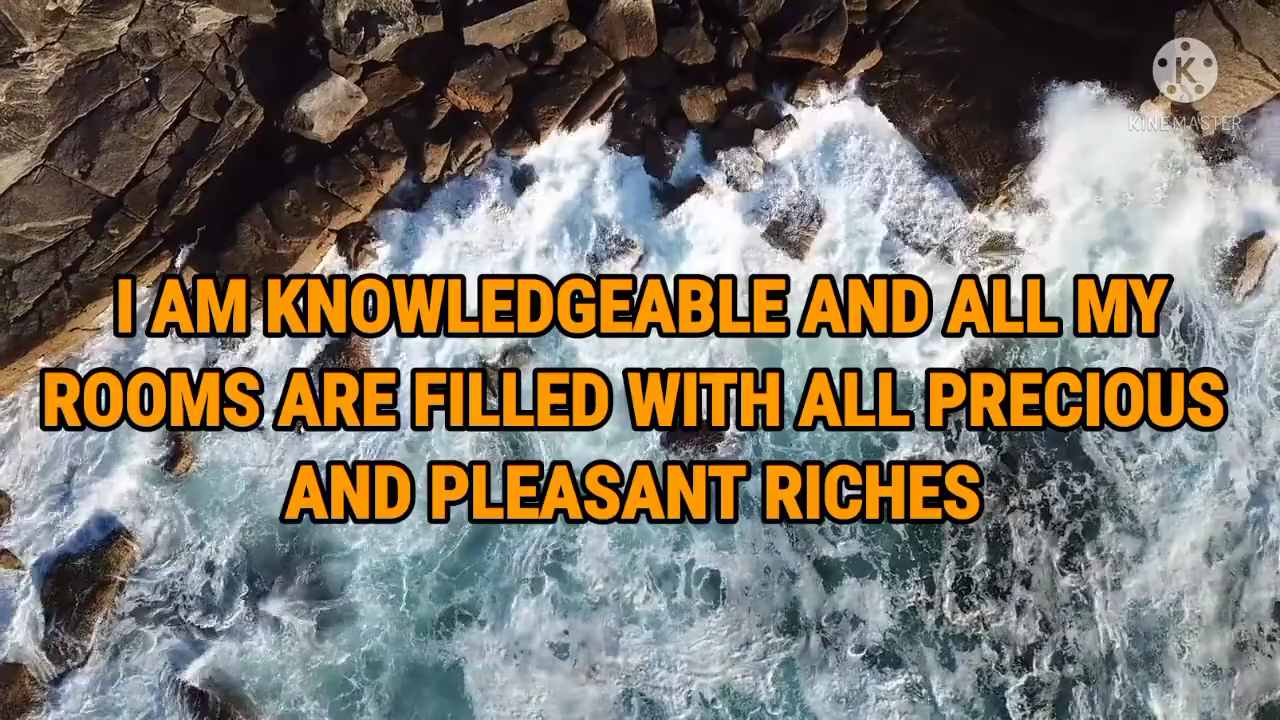 K
KINEMASTER
I AM KNOWLEDGEABLE AND ALL MY
ROOMS ARE FILLED WITH ALL PRECIOUS
AND PLEASANT RICHES